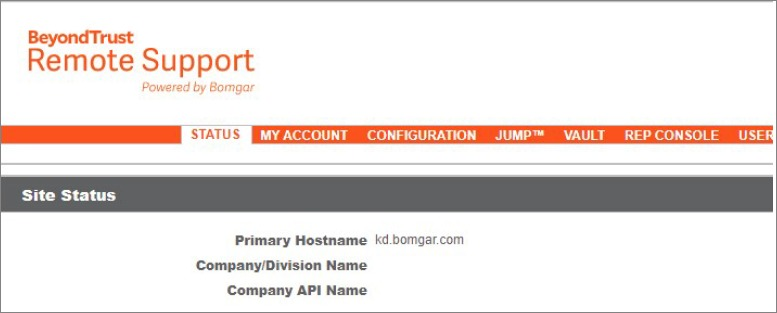 BeyondTrust
Remote Support
Powered by Bomgar
STATUS MY ACCOUNT CONFIGURATION JUMP™ VAULT REP CONSOLE USER
Site Status
Primary Hostname kd.bomgar.com
Company/Division Name
Company API Name